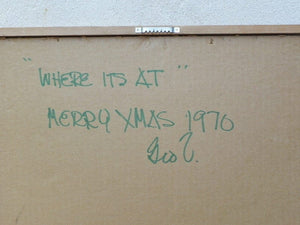 "WHERE ITS AT"
MERRY XMAS 1970